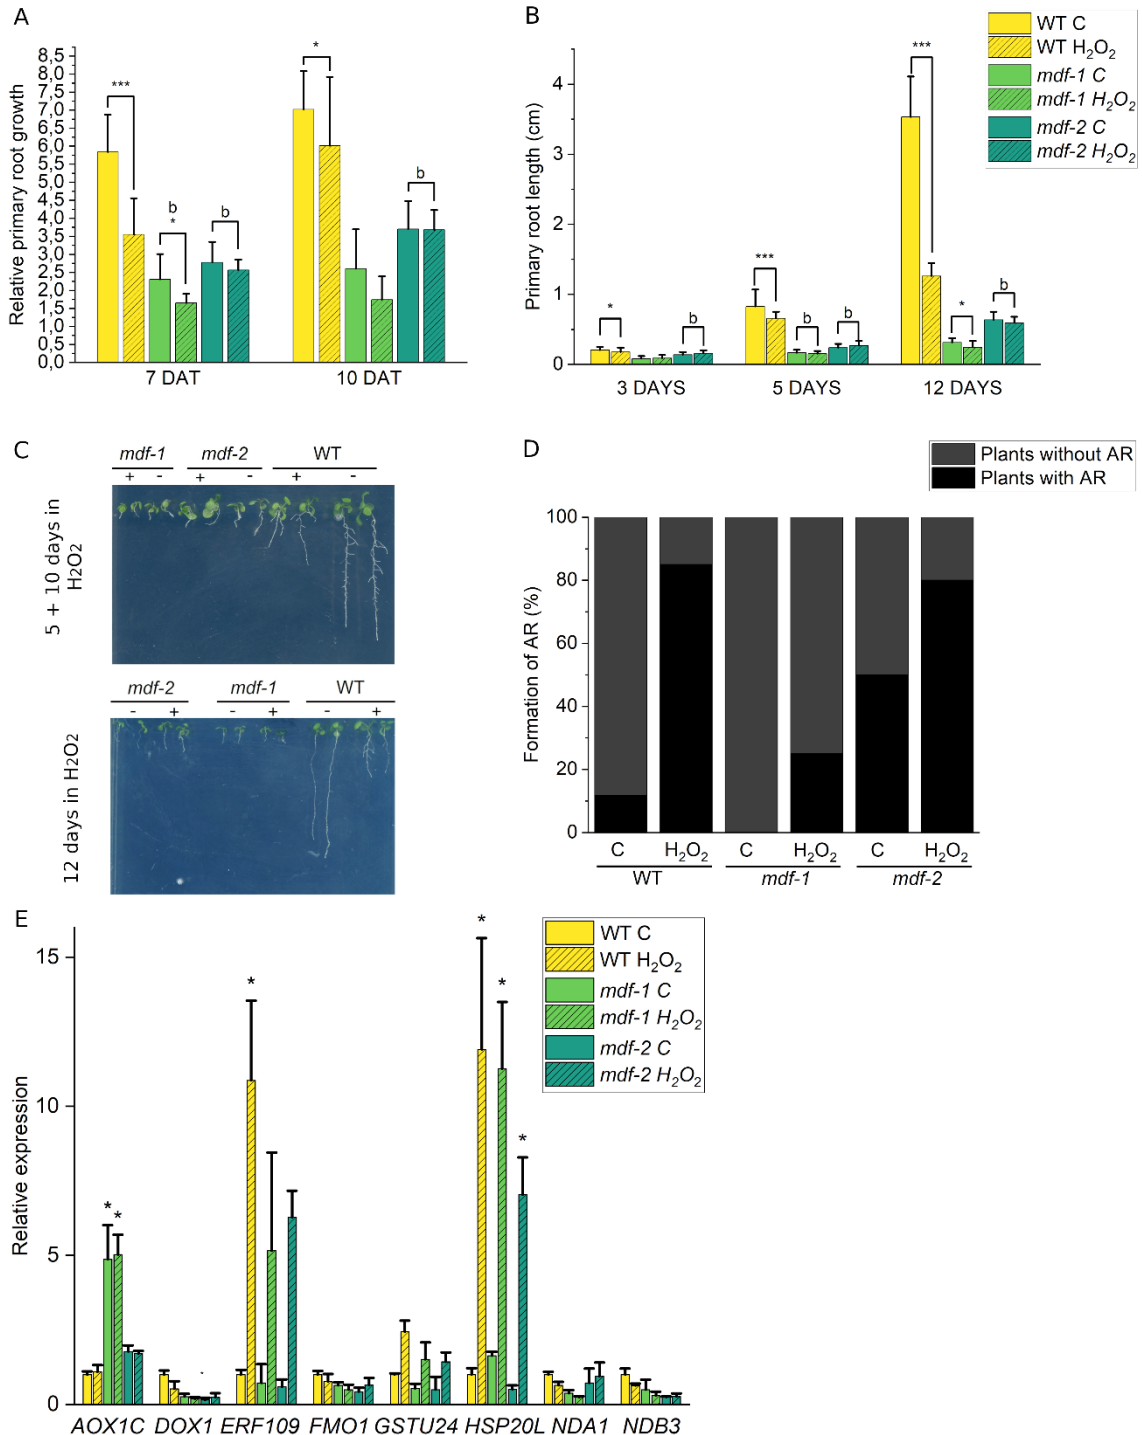 A
Relative primary root growth
8,5
8,0
7,5
7,0
6,5
6,0
5,5
5,0
4,5
4,0
3,5
3,0
2,5
2,0
1,5
1,0
0,5
0,0
***
b
*
b
*
b
7 DAT
10 DAT
B
Primary root length (cm)
4
3
2
1
0
*
b
***
b
b
***
*
b
3 DAYS
5 DAYS
12 DAYS
WT C
WT H₂O₂
mdf-1 C
mdf-1 H₂O₂
mdf-2 C
mdf-2 H₂O₂
C
mdf-1 mdf-2 WT
+ - + - + -
5 + 10 days in
H2O2
mdf-2 mdf-1 WT
- + - + - +
12 days in H2O2
D
Plants without AR
Plants with AR
Formation of AR (%)
100
80
60
40
20
0
C H₂O₂ C H₂O₂ C H₂O₂
WT mdf-1 mdf-2
E
WT C
WT H₂O₂
mdf-1 C
mdf-1 H₂O₂
mdf-2 C
mdf-2 H₂O₂
Relative expression
15
10
5
0
* *
*
* * *
AOX1C DOX1 ERF109 FMO1 GSTU24 HSP20L NDA1 NDB3